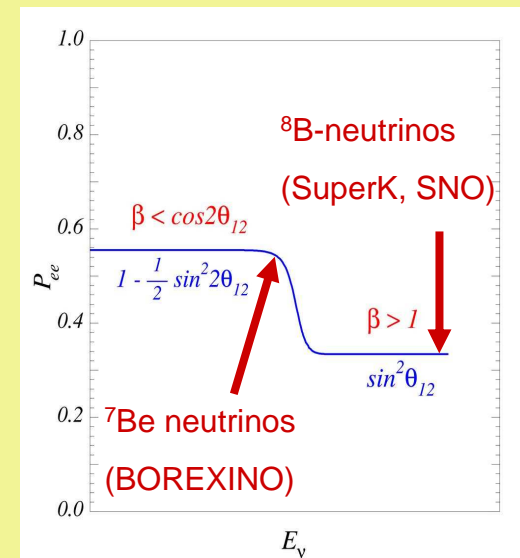 1.0
0.8
0.6
0.4
0.2
0.0
P_ee
E_ν
⁸B-neutrinos
(SuperK, SNO)
β < cos2θ₁₂
1 - 1/2 sin²2θ₁₂
β > 1
sin²θ₁₂
⁷Be neutrinos
(BOREXINO)